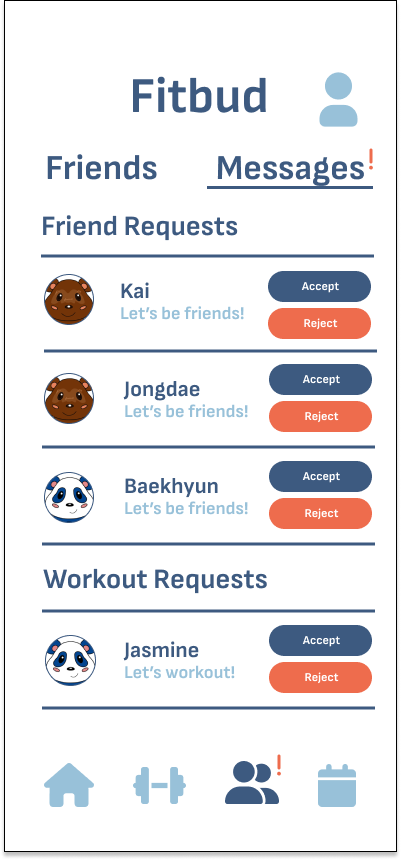 Fitbud
Friends
Messages!
Friend Requests
Kai
Let's be friends!
Accept
Reject
Jongdae
Let's be friends!
Accept
Reject
Baekhyun
Let's be friends!
Accept
Reject
Workout Requests
Jasmine
Let's workout!
Accept
Reject
!